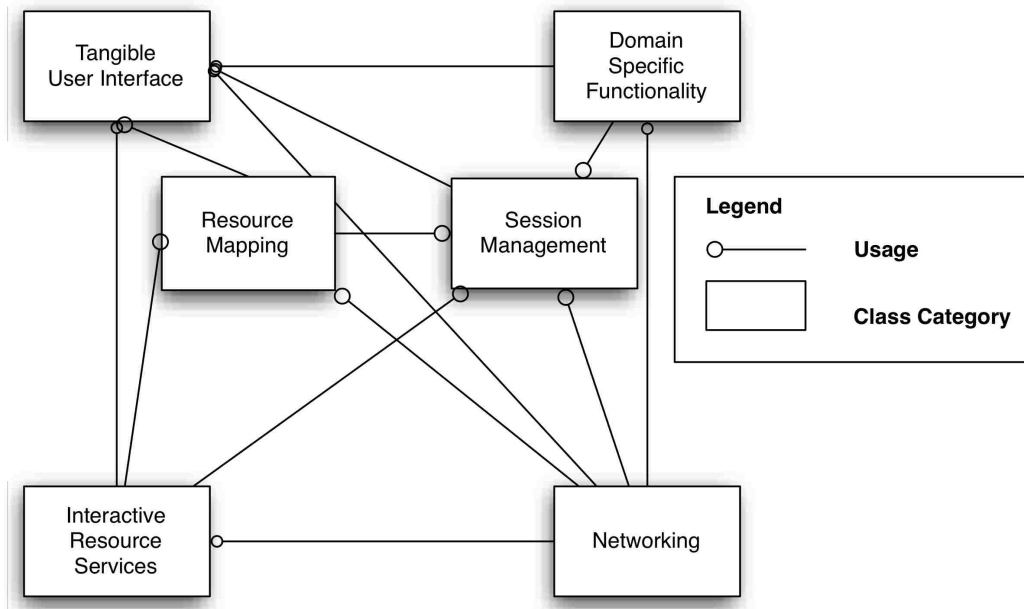 Tangible
User Interface
Domain
Specific
Functionality
Resource
Mapping
Session
Management
Legend
Usage
Class Category
Interactive
Resource
Services
Networking